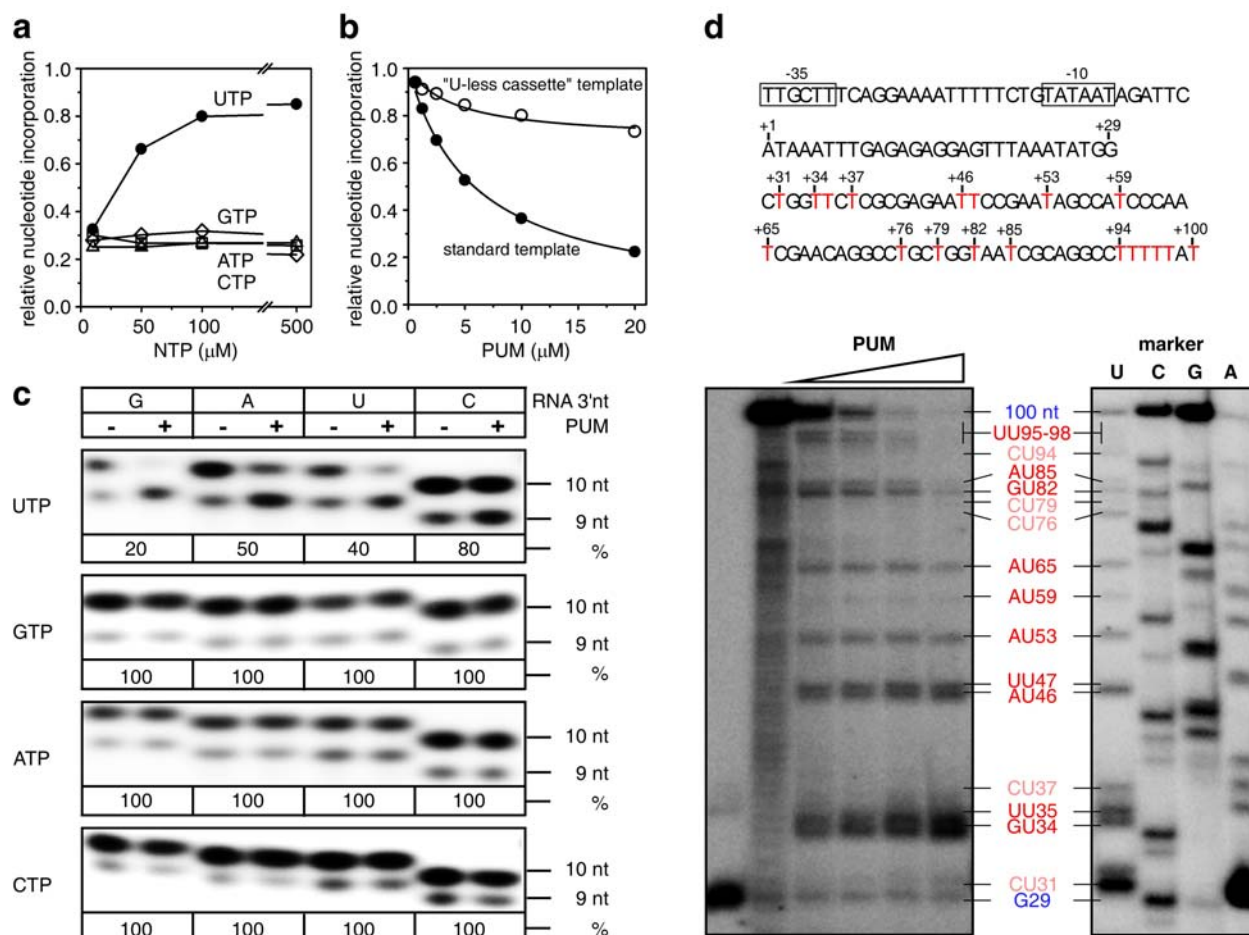 a
relative nucleotide incorporation
1.0
0.8
0.6
0.4
0.2
0.0
UTP
GTP
ATP
CTP
0
50
100
500
NTP (μM)
b
relative nucleotide incorporation
1.0
0.8
0.6
0.4
0.2
0.0
"U-less cassette" template
standard template
0
5
10
15
20
PUM (μM)
c
G A U C RNA 3'nt
- + - + - + - + PUM
UTP
10 nt
9 nt
20 50 40 80 %
GTP
10 nt
9 nt
100 100 100 100 %
ATP
10 nt
9 nt
100 100 100 100 %
CTP
10 nt
9 nt
100 100 100 100 %
d
-35 -10
TTGCTTTCAGGAAAATTTTTCTGTATAATAGATTC
+1 +29
ATAAATTTGAGAGAGGAGTTTAAATATGG
+31 +34 +37 +46 +53 +59
CTGGTTCTCGCGAGAATTCCGAATAGCCATCCCAA
+65 +76 +79 +82 +85 +94 +100
TCGAACAGGCCTGCTGGTAATCGCAGGCCTTTTTAT
PUM
marker
U C G A
100 nt
UU95-98
CU94
AU85
GU82
CU79
CU76
AU65
AU59
AU53
UU47
AU46
CU37
UU35
GU34
CU31
G29